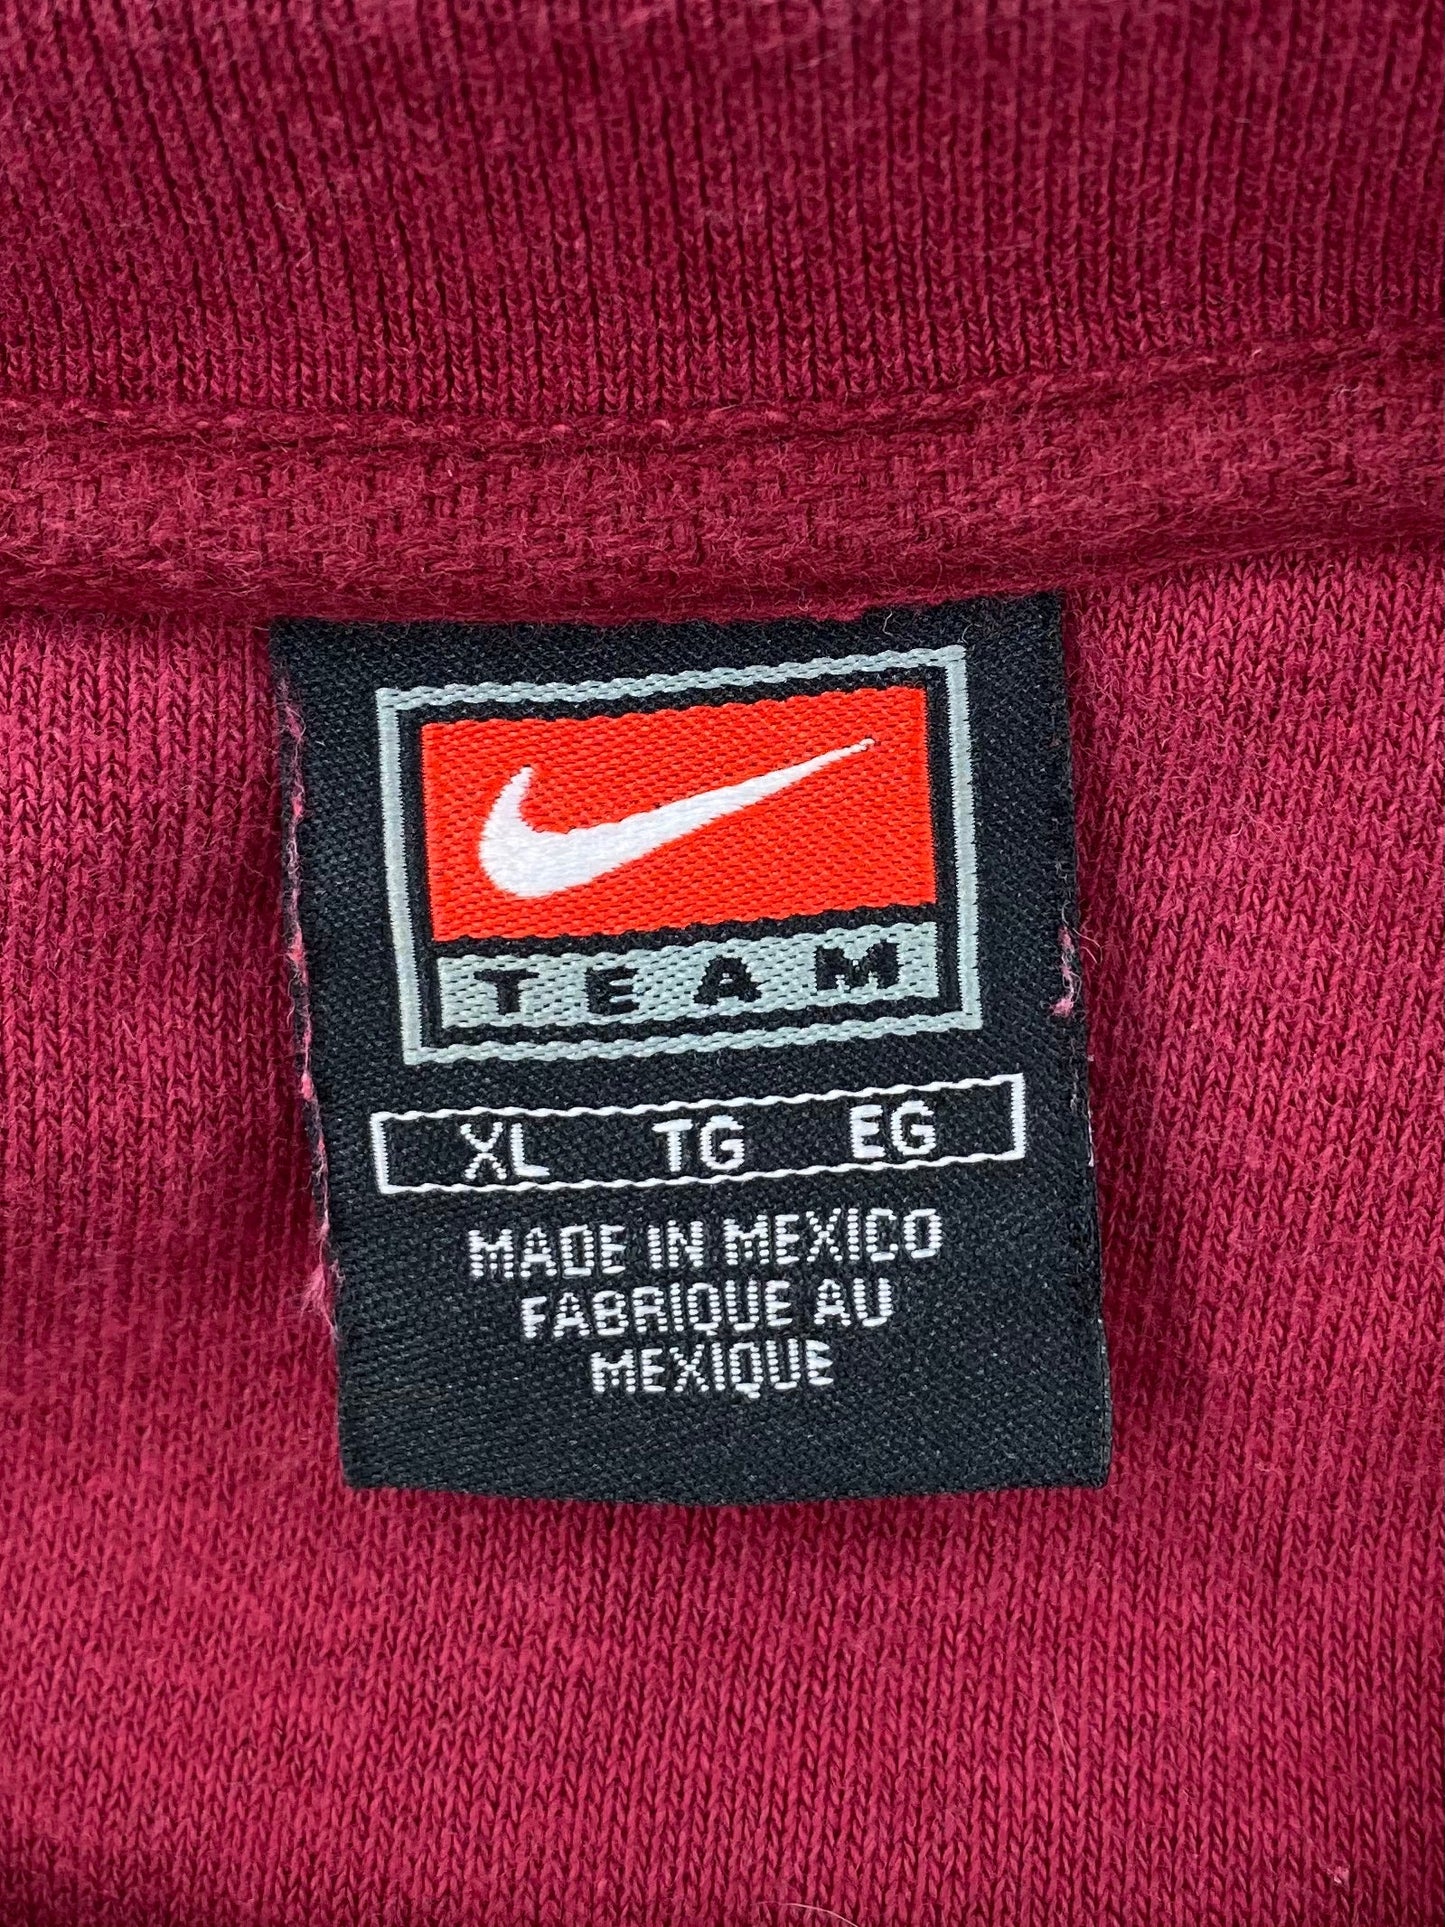 TEAM
XL TG EG
MADE IN MEXICO
FABRIQUE AU
MEXIQUE